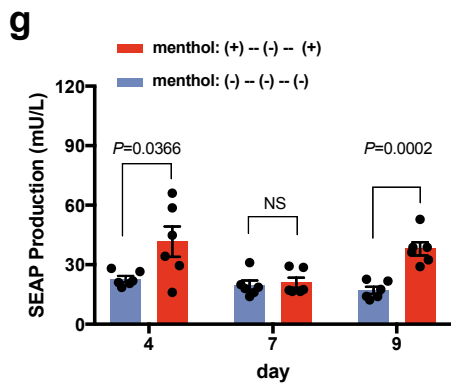 g
menthol: (+) -- (-) -- (+)
menthol: (-) -- (-) -- (-)
SEAP Production (mU/L)
120
90
60
30
0
P=0.0366
NS
P=0.0002
4
7
9
day